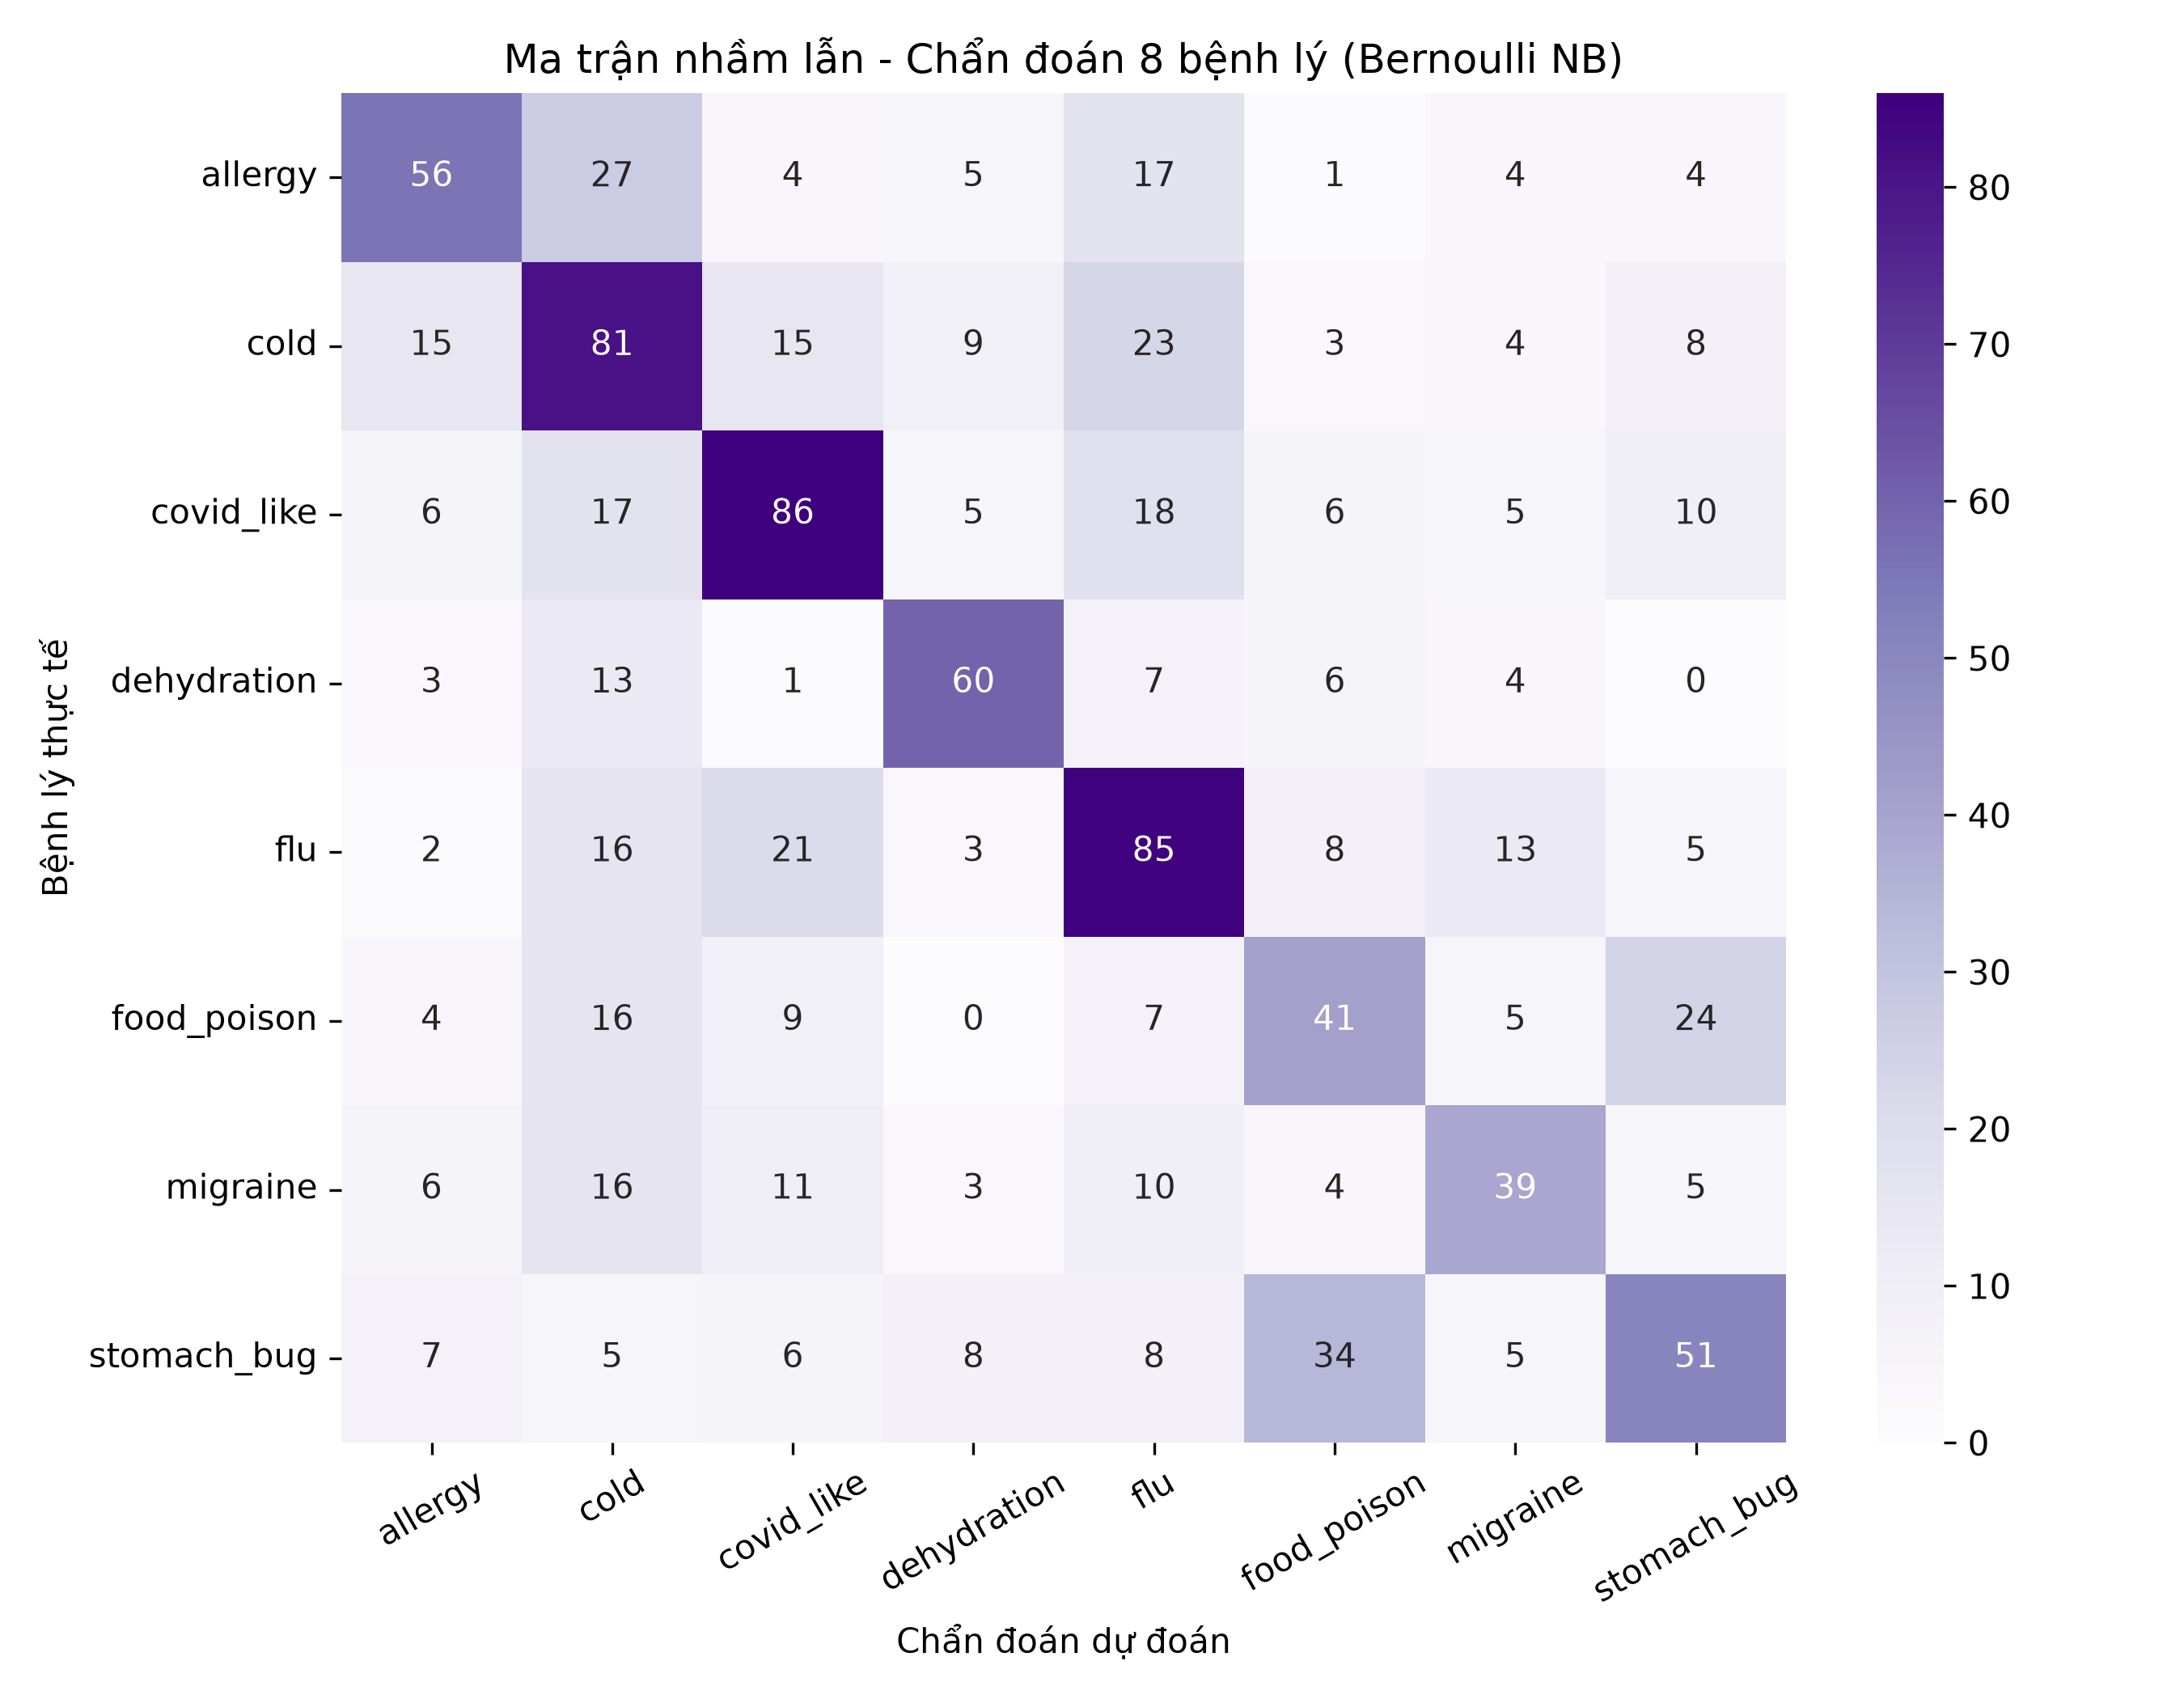 Ma trận nhầm lẫn - Chẩn đoán 8 bệnh lý (Bernoulli NB)
Bệnh lý thực tế
allergy 56 27 4 5 17 1 4 4
cold 15 81 15 9 23 3 4 8
covid_like 6 17 86 5 18 6 5 10
dehydration 3 13 1 60 7 6 4 0
flu 2 16 21 3 85 8 13 5
food_poison 4 16 9 0 7 41 5 24
migraine 6 16 11 3 10 4 39 5
stomach_bug 7 5 6 8 8 34 5 51
allergy cold covid_like dehydration flu food_poison migraine stomach_bug
Chẩn đoán dự đoán
80
70
60
50
40
30
20
10
0